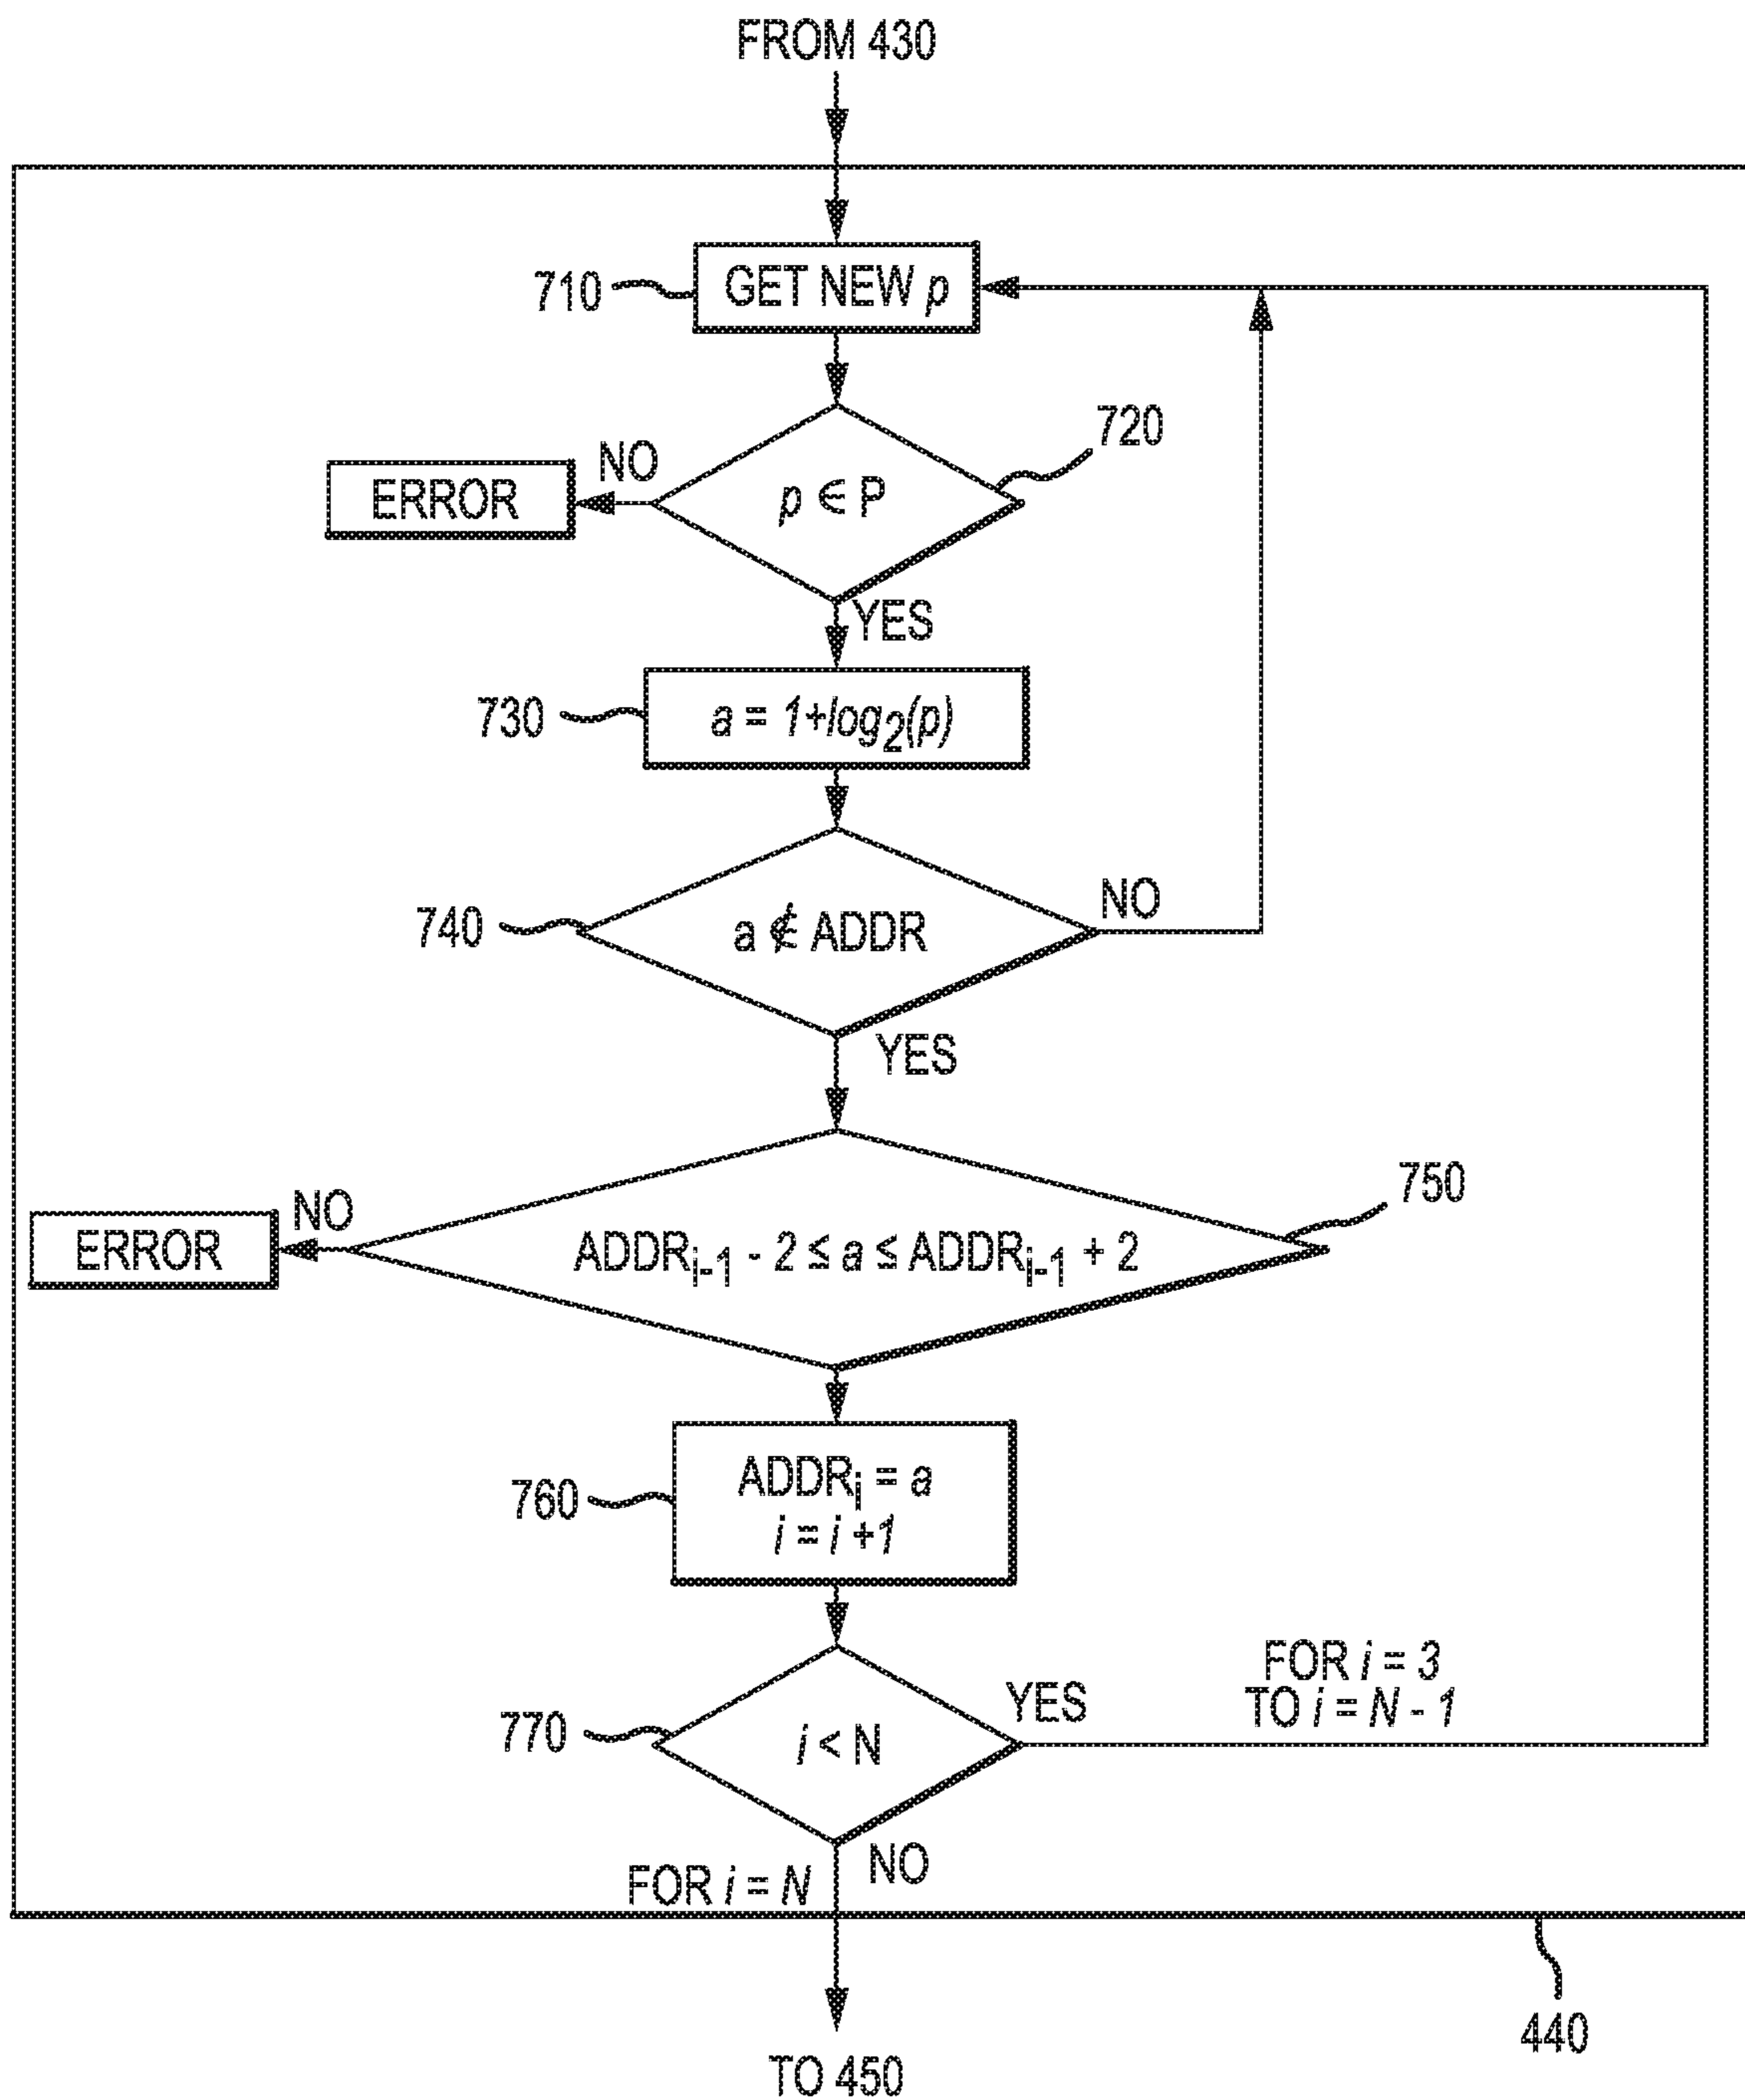 FROM 430
710
GET NEW p
720
NO
ERROR
p ∈ P
YES
730
a = 1+log2(p)
740
a ∉ ADDR
NO
YES
750
NO
ERROR
ADDRi-1 - 2 ≤ a ≤ ADDRi-1 + 2
760
ADDRi = a
i = i +1
770
i < N
YES
FOR i = 3
TO i = N - 1
FOR i = N
NO
440
TO 450